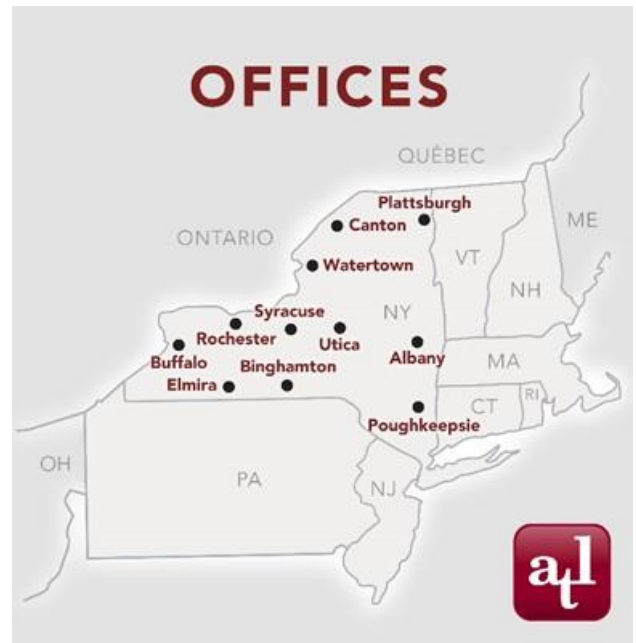 OFFICES
QUÉBEC
Plattsburgh
Canton
ME
ONTARIO
VT
Watertown
NH
Syracuse
NY
Rochester
Utica
Buffalo
Albany
MA
Binghamton
Elmira
RI
CT
Poughkeepsie
OH
PA
NJ
atl